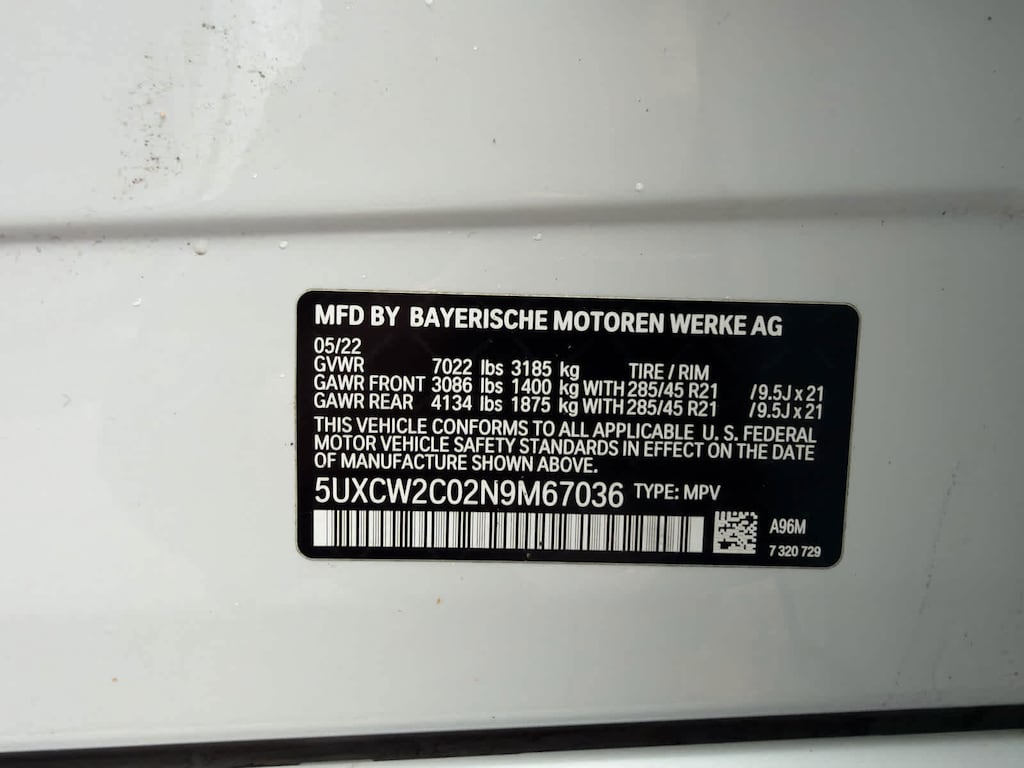 MFD BY BAYERISCHE MOTOREN WERKE AG
05/22
GVWR 7022 lbs 3185 kg TIRE / RIM
GAWR FRONT 3086 lbs 1400 kg WITH 285/45 R21 /9.5J x 21
GAWR REAR 4134 lbs 1875 kg WITH 285/45 R21 /9.5J x 21
THIS VEHICLE CONFORMS TO ALL APPLICABLE U. S. FEDERAL
MOTOR VEHICLE SAFETY STANDARDS IN EFFECT ON THE DATE
OF MANUFACTURE SHOWN ABOVE.
5UXCW2C02N9M67036 TYPE: MPV
A96M
7 320 729